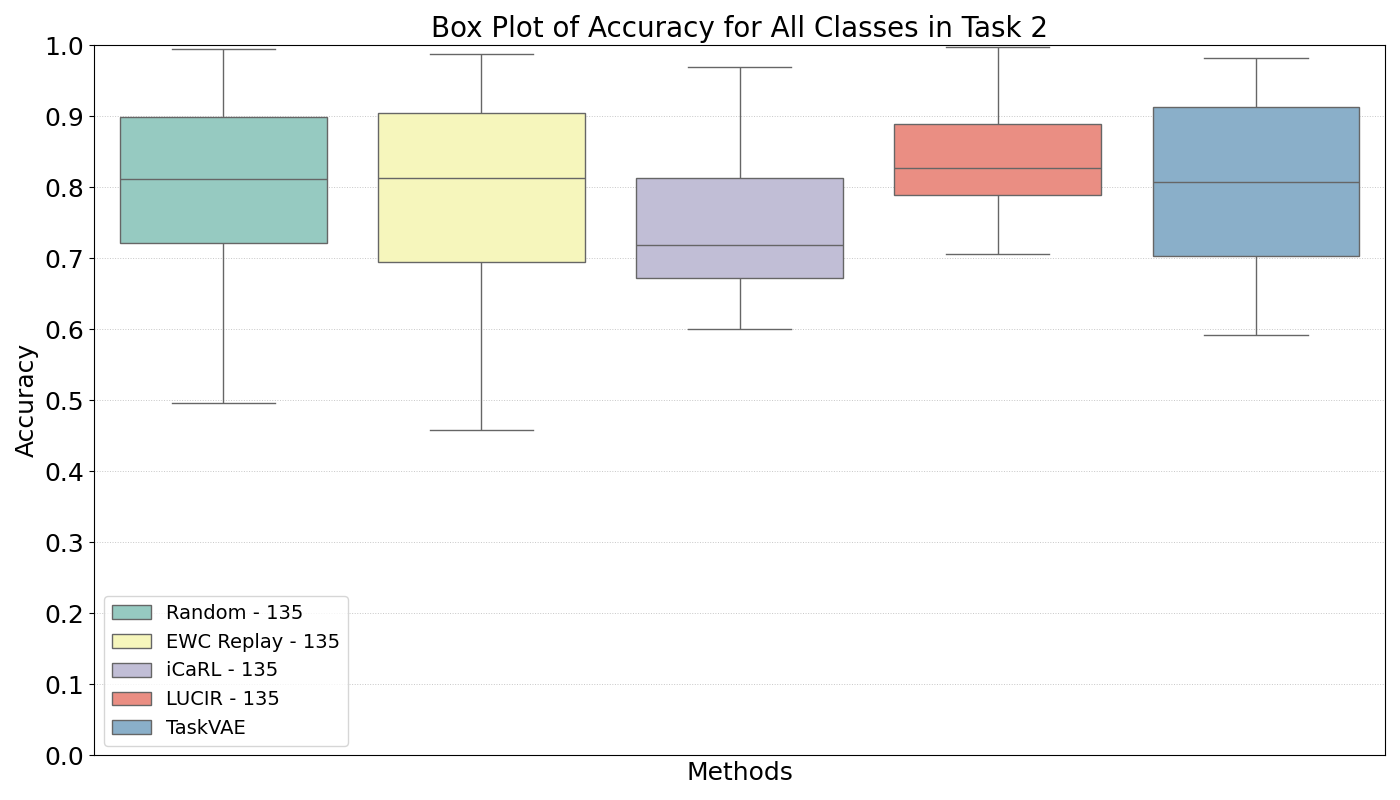 Box Plot of Accuracy for All Classes in Task 2
1.0
0.9
0.8
0.7
0.6
0.5
0.4
0.3
0.2
0.1
0.0
Accuracy
Random - 135
EWC Replay - 135
iCaRL - 135
LUCIR - 135
TaskVAE
Methods